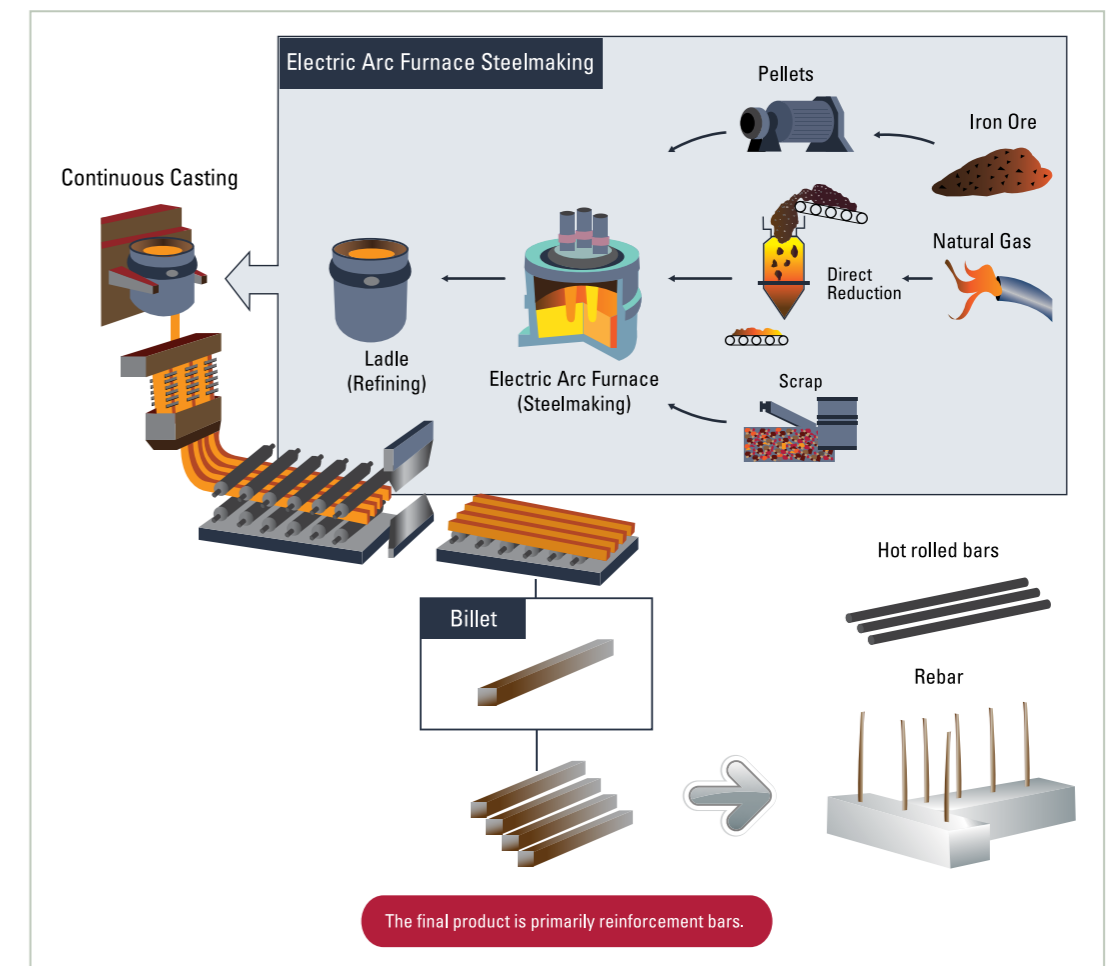 Electric Arc Furnace Steelmaking
Pellets
Iron Ore
Continuous Casting
Natural Gas
Direct
Reduction
Ladle
(Refining)
Electric Arc Furnace
(Steelmaking)
Scrap
Hot rolled bars
Billet
Rebar
The final product is primarily reinforcement bars.